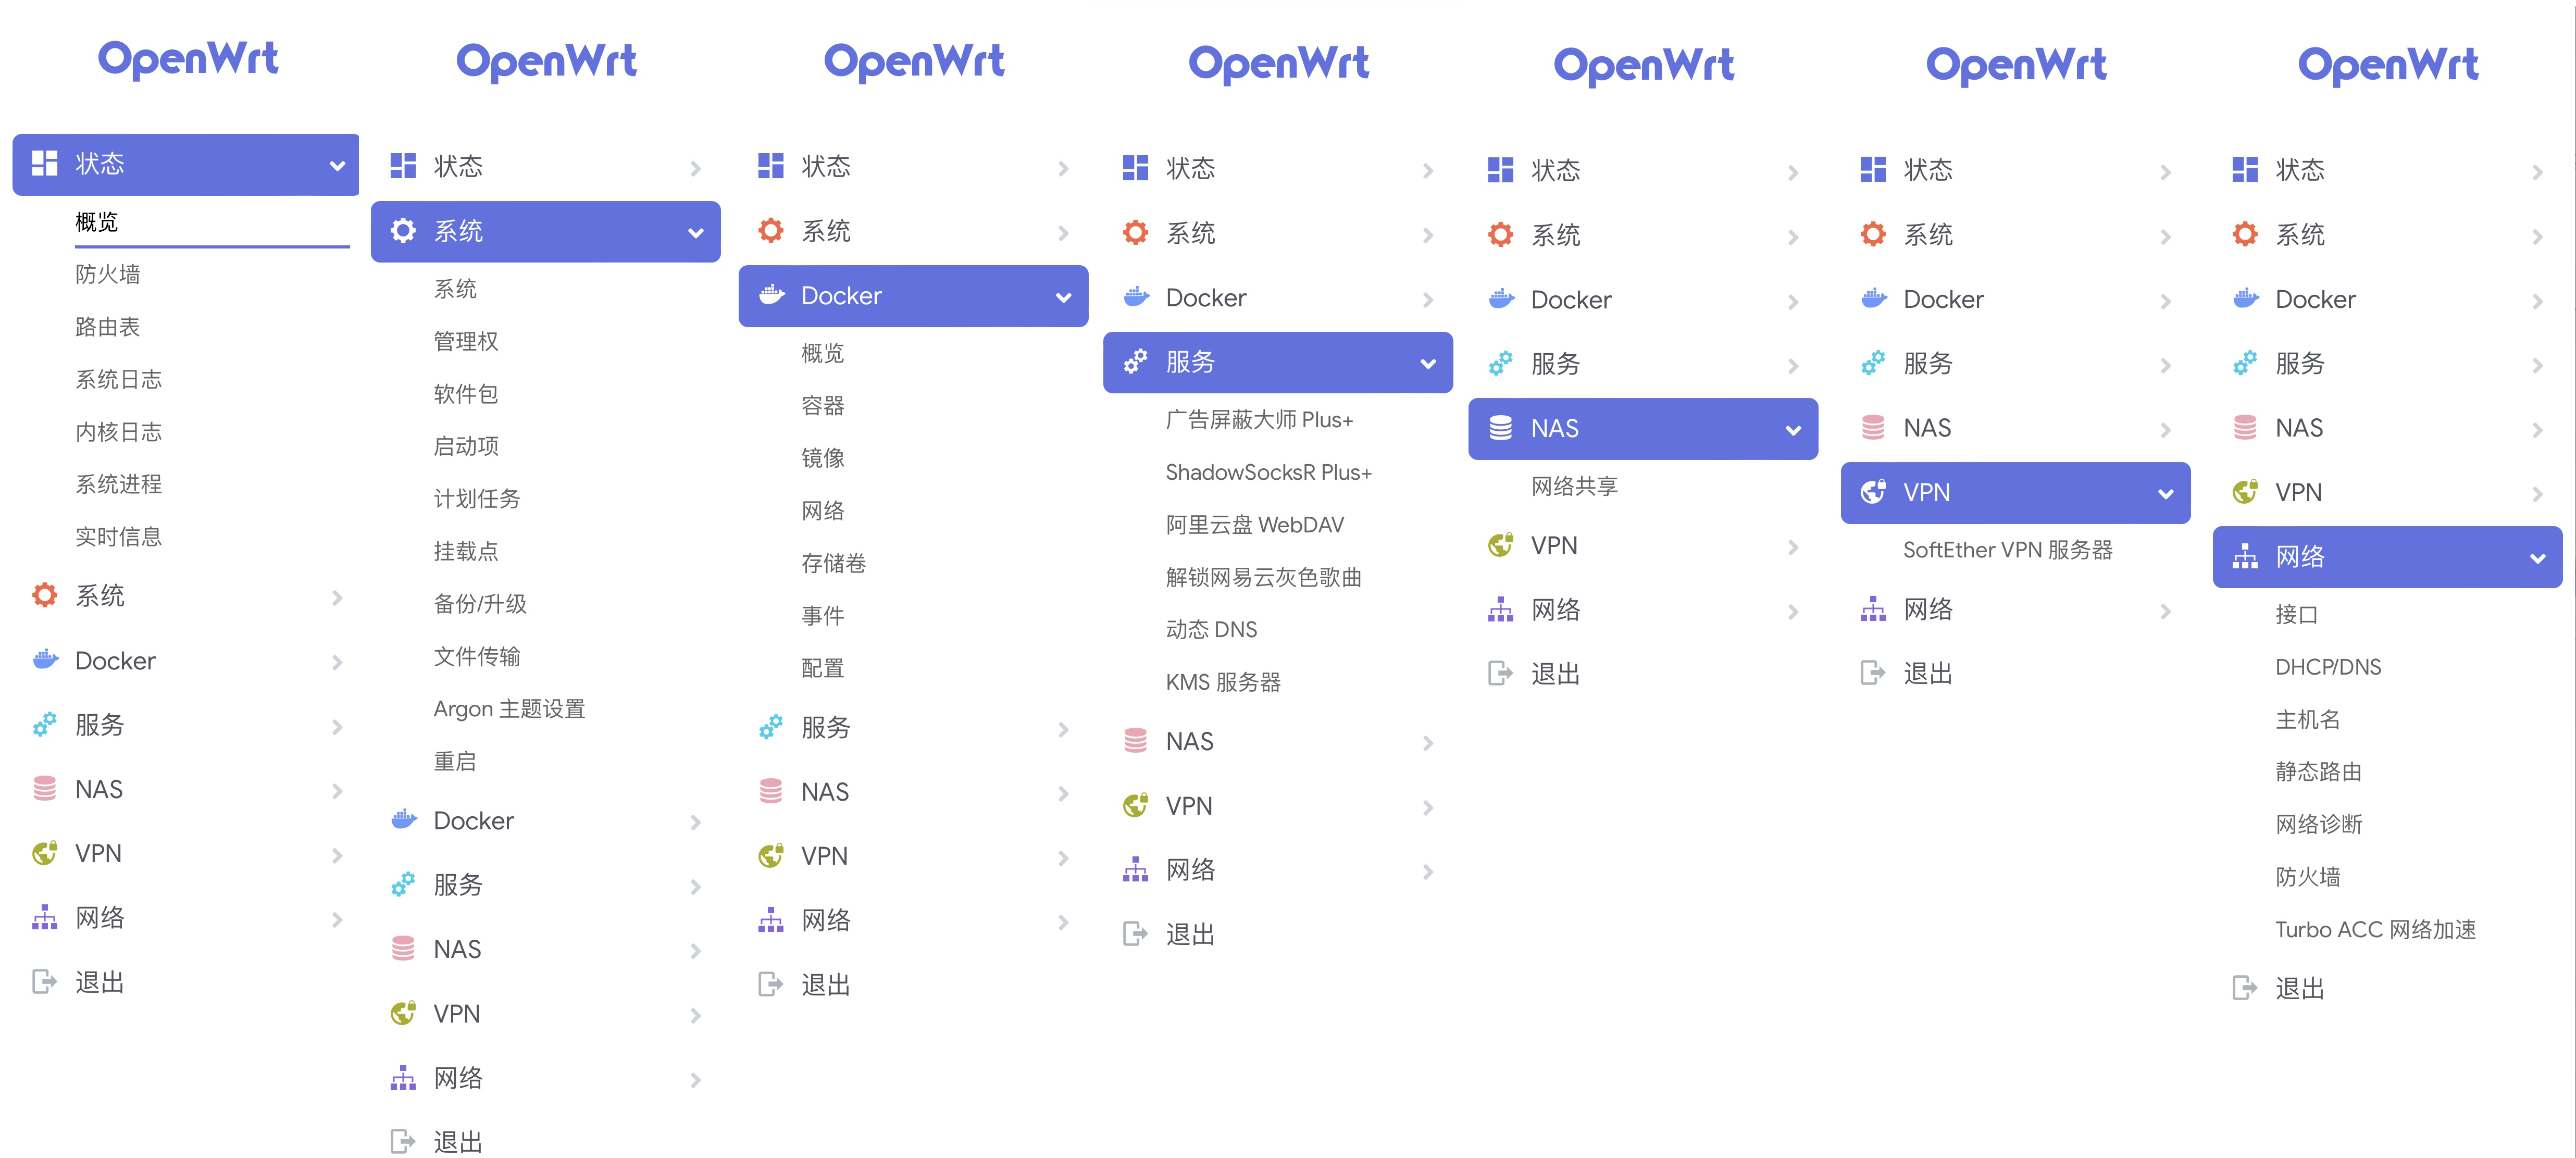 OpenWrt
状态
概览
防火墙
路由表
系统日志
内核日志
系统进程
实时信息
系统
Docker
服务
NAS
VPN
网络
退出
OpenWrt
状态
系统
系统
管理权
软件包
启动项
计划任务
挂载点
备份/升级
文件传输
Argon 主题设置
重启
Docker
服务
NAS
VPN
网络
退出
OpenWrt
状态
系统
Docker
概览
容器
镜像
网络
存储卷
事件
配置
服务
NAS
VPN
网络
退出
OpenWrt
状态
系统
Docker
服务
广告屏蔽大师 Plus+
ShadowSocksR Plus+
阿里云盘 WebDAV
解锁网易云灰色歌曲
动态 DNS
KMS 服务器
NAS
VPN
网络
退出
OpenWrt
状态
系统
Docker
服务
NAS
网络共享
VPN
网络
退出
OpenWrt
状态
系统
Docker
服务
NAS
VPN
SoftEther VPN 服务器
网络
退出
OpenWrt
状态
系统
Docker
服务
NAS
VPN
网络
接口
DHCP/DNS
主机名
静态路由
网络诊断
防火墙
Turbo ACC 网络加速
退出